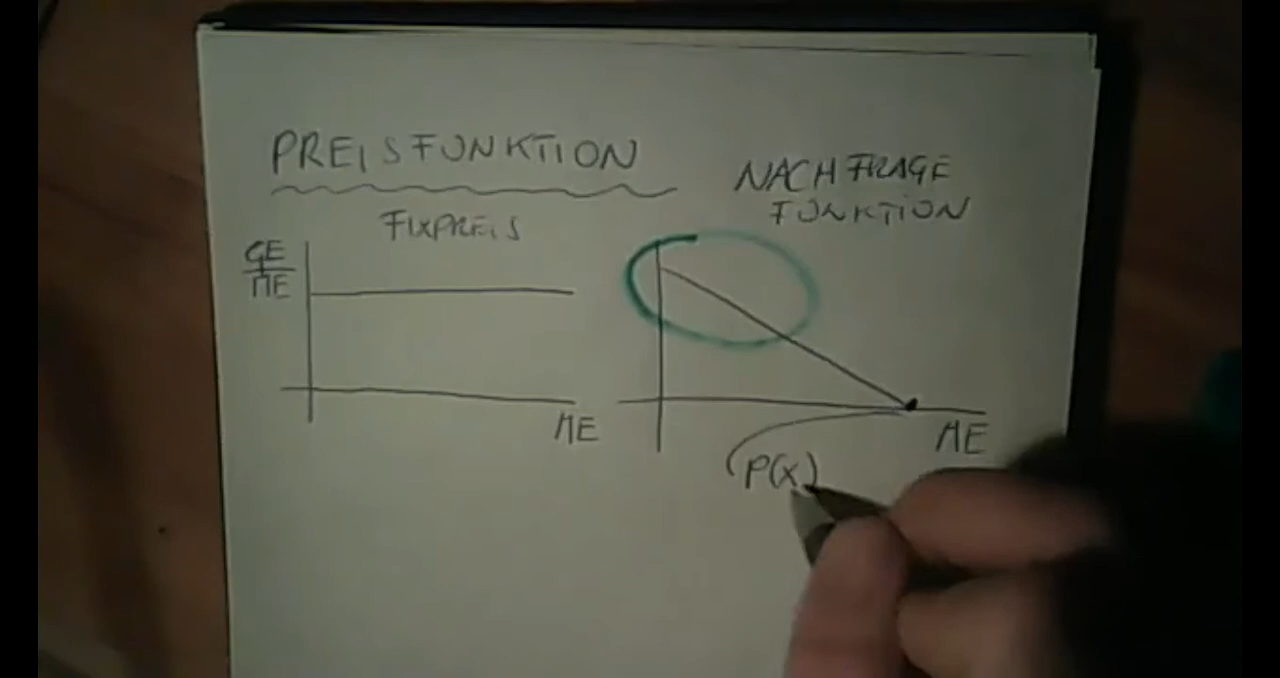 PREISFUNKTION
FIXPREIS
GE
ME
ME
NACHFRAGE
FUNKTION
ME
P(X)